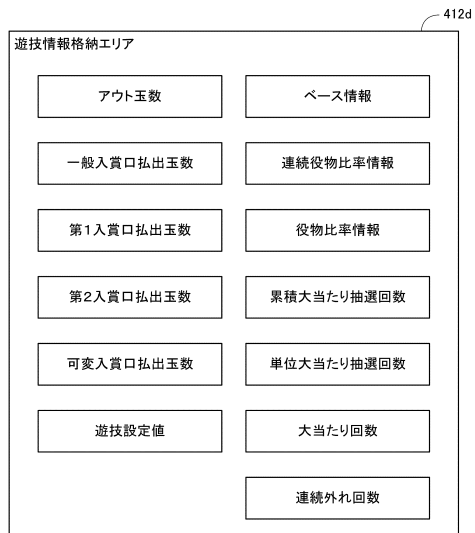 412d
遊技情報格納エリア
アウト玉数
一般入賞口払出玉数
第1入賞口払出玉数
第2入賞口払出玉数
可変入賞口払出玉数
遊技設定値
ベース情報
連続役物比率情報
役物比率情報
累積大当たり抽選回数
単位大当たり抽選回数
大当たり回数
連続外れ回数